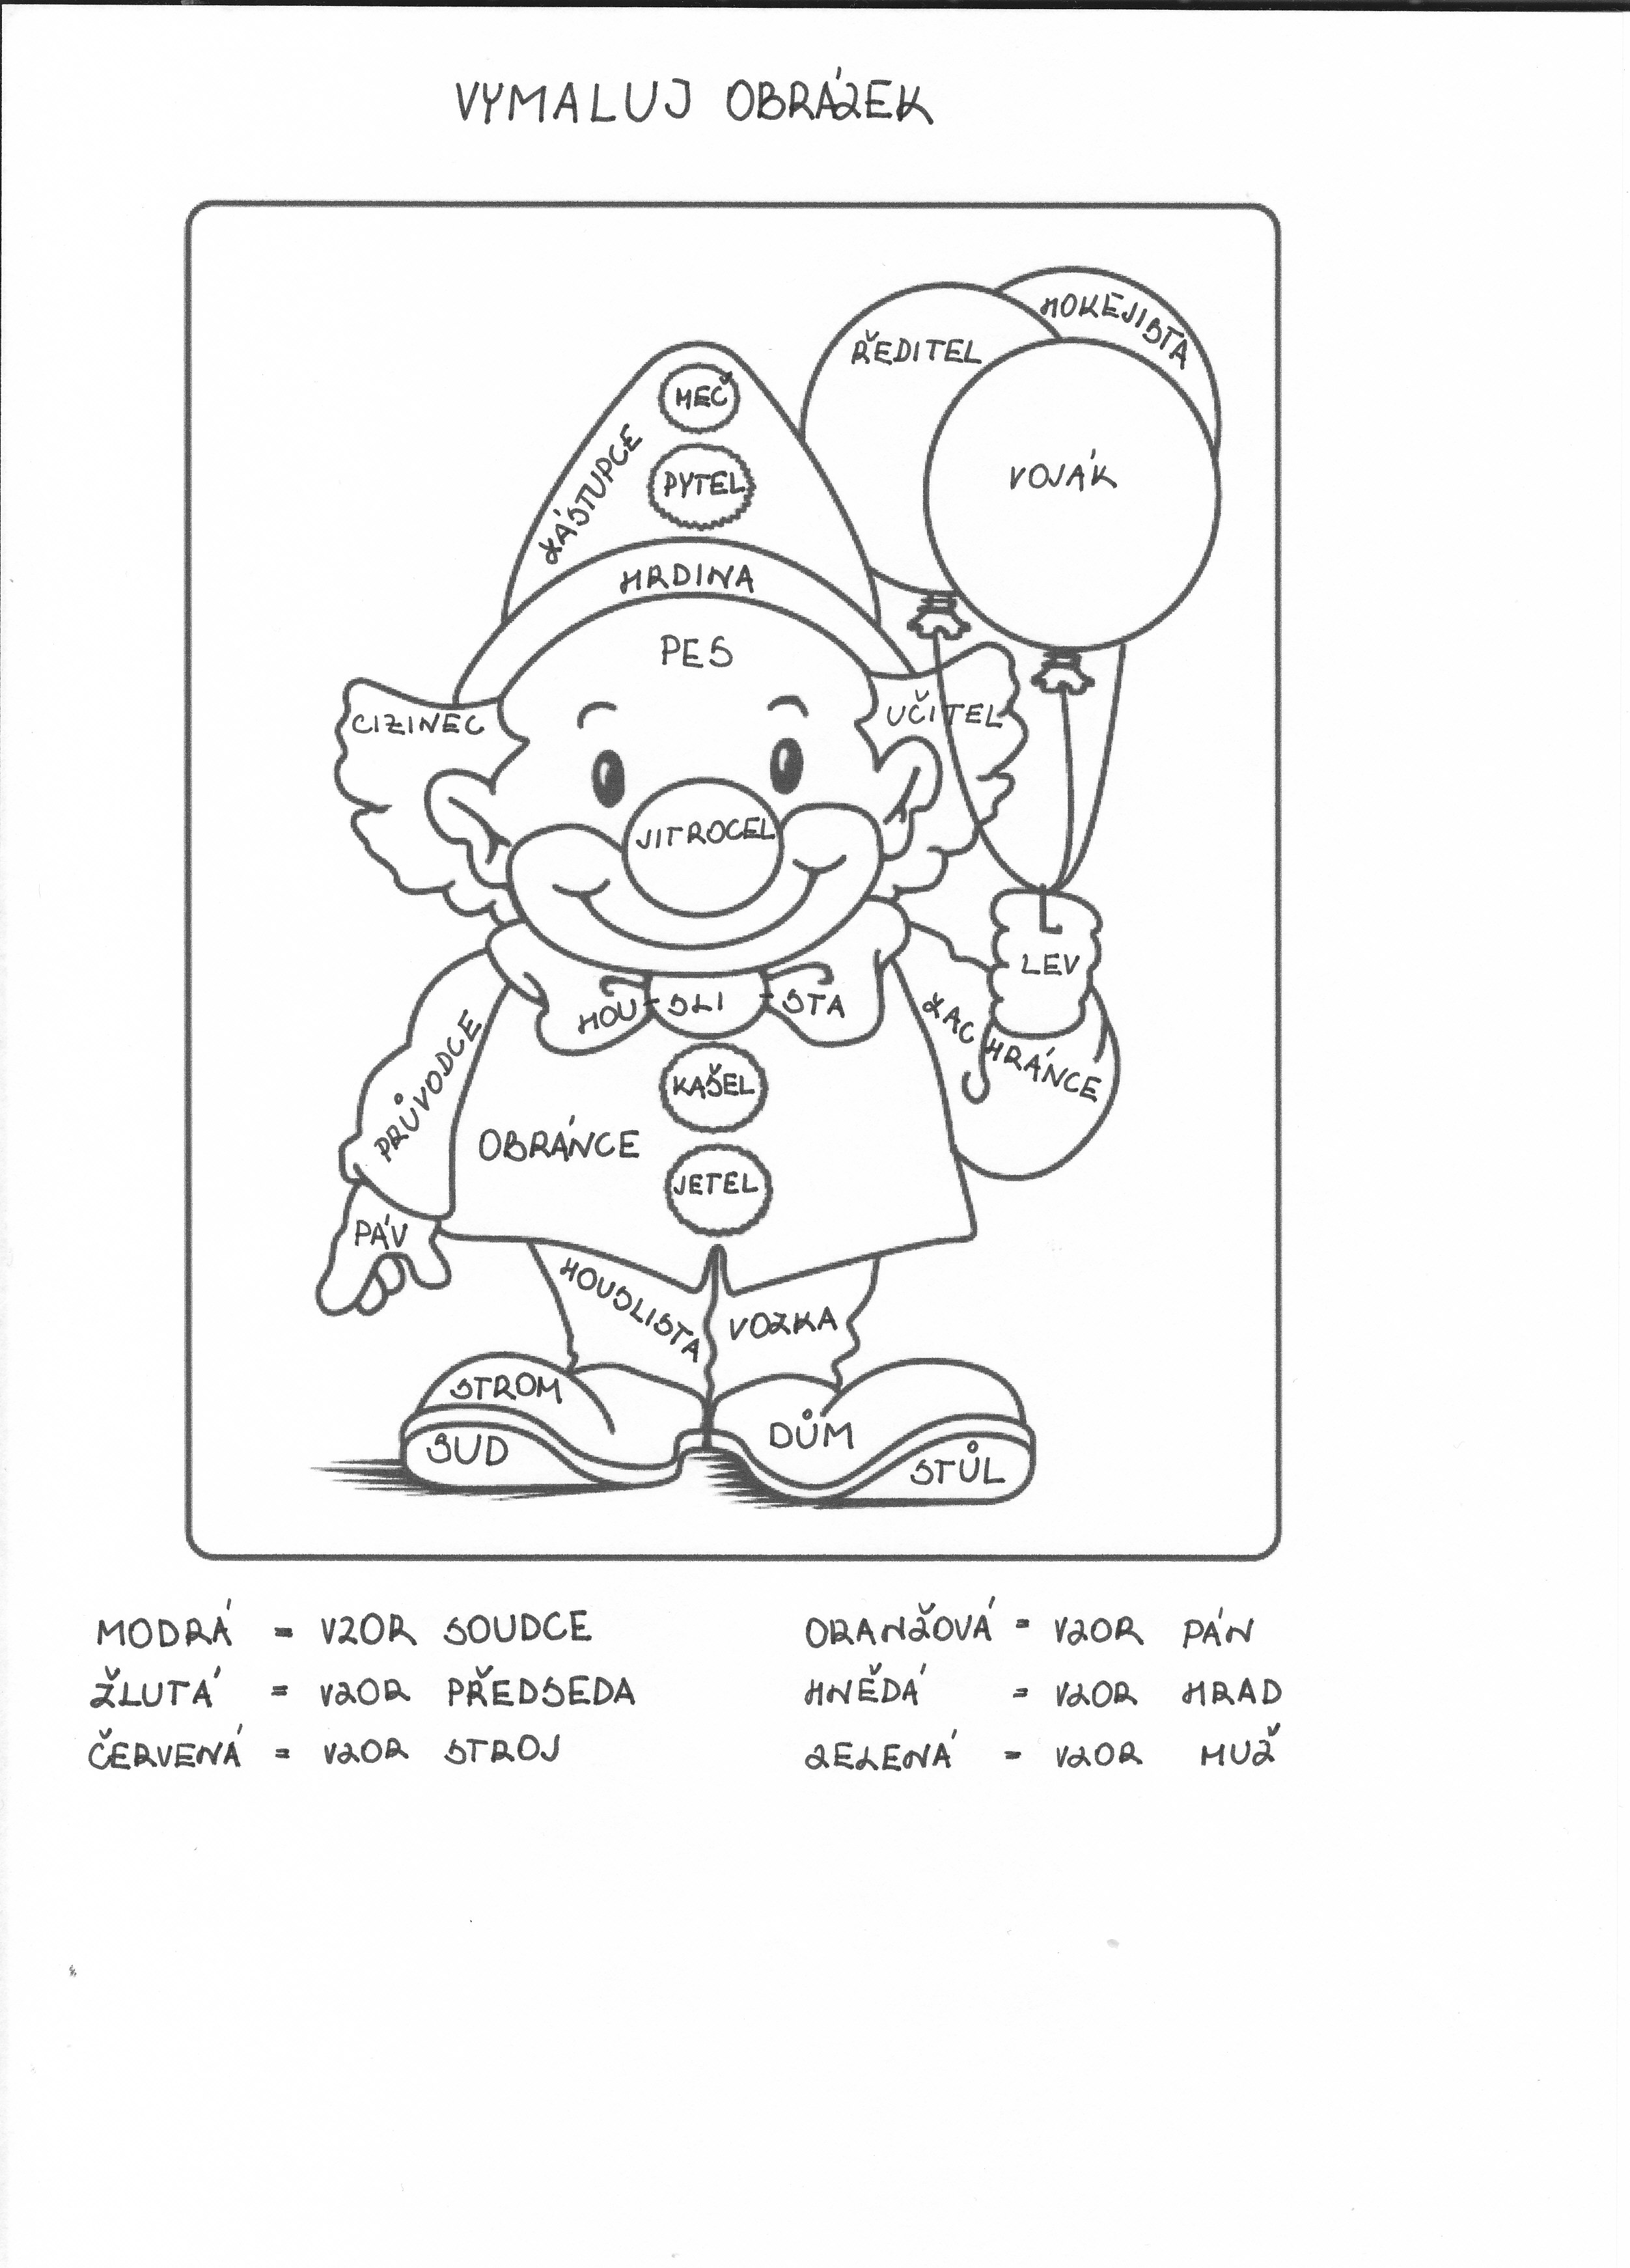 VYMALUJ OBRÁZEK
HOKEJISTA
ŘEDITEL
MEČ
VOJÁK
ZÁSTUPCE
PYTEL
HRDINA
PES
CIZINEC
UČITEL
JITROCEL
LEV
HOU-SLI-STA
ZACHRÁNCE
PRŮVODCE
KAŠEL
OBRÁNCE
JETEL
PÁV
HOUSLISTA
VOZKA
STROM
DŮM
SUD
STŮL
MODRÁ = VZOR SOUDCE
ORANŽOVÁ = VZOR PÁN
ŽLUTÁ = VZOR PŘEDSEDA
HNĚDÁ = VZOR HRAD
ČERVENÁ = VZOR STROJ
ZELENÁ = VZOR MUŽ